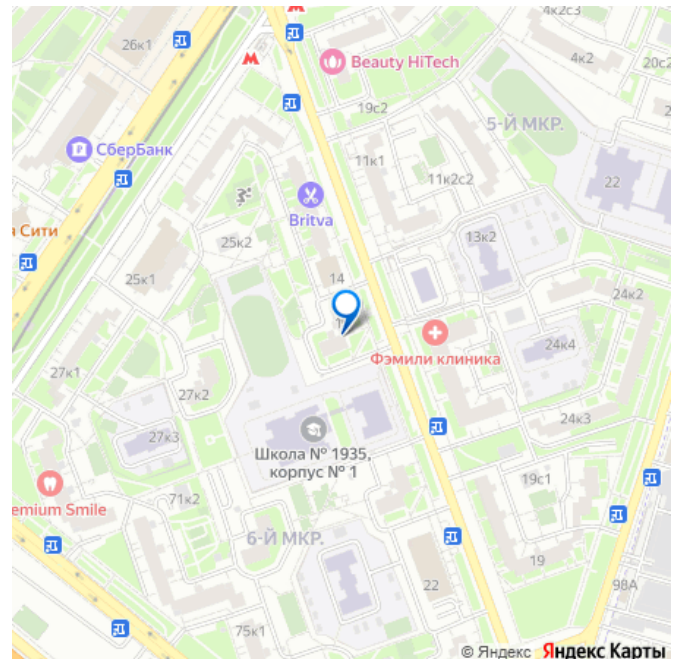 4к2с3
26к1
М
М
Beauty HiTech
4к2
20с2
19с2
5-Й МКР.
СберБанк
11к1
22
11к2с2
Britva
я Сити
25к2
13к2
25к1
14
24к2
Фэмили клиника
24к4
27к1
27к2
24к3
27к3
Школа № 1935,
корпус № 1
19с1
emium Smile
71к2
6-Й МКР.
19
22
98А
75к1
© Яндекс Яндекс Карты